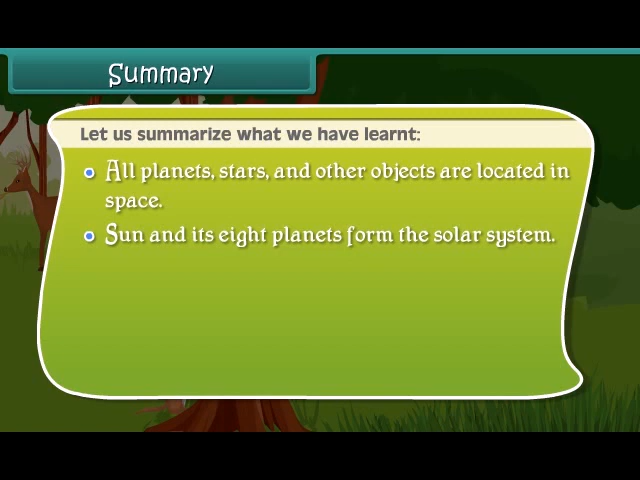 Summary
Let us summarize what we have learnt:
All planets, stars, and other objects are located in
space.
Sun and its eight planets form the solar system.